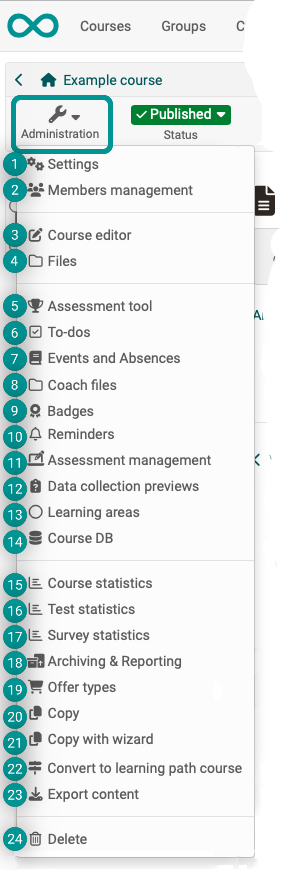 Courses Groups C
Example course
Administration
Published
Status
1 Settings
2 Members management
3 Course editor
4 Files
5 Assessment tool
6 To-dos
7 Events and Absences
8 Coach files
9 Badges
10 Reminders
11 Assessment management
12 Data collection previews
13 Learning areas
14 Course DB
15 Course statistics
16 Test statistics
17 Survey statistics
18 Archiving & Reporting
19 Offer types
20 Copy
21 Copy with wizard
22 Convert to learning path course
23 Export content
24 Delete